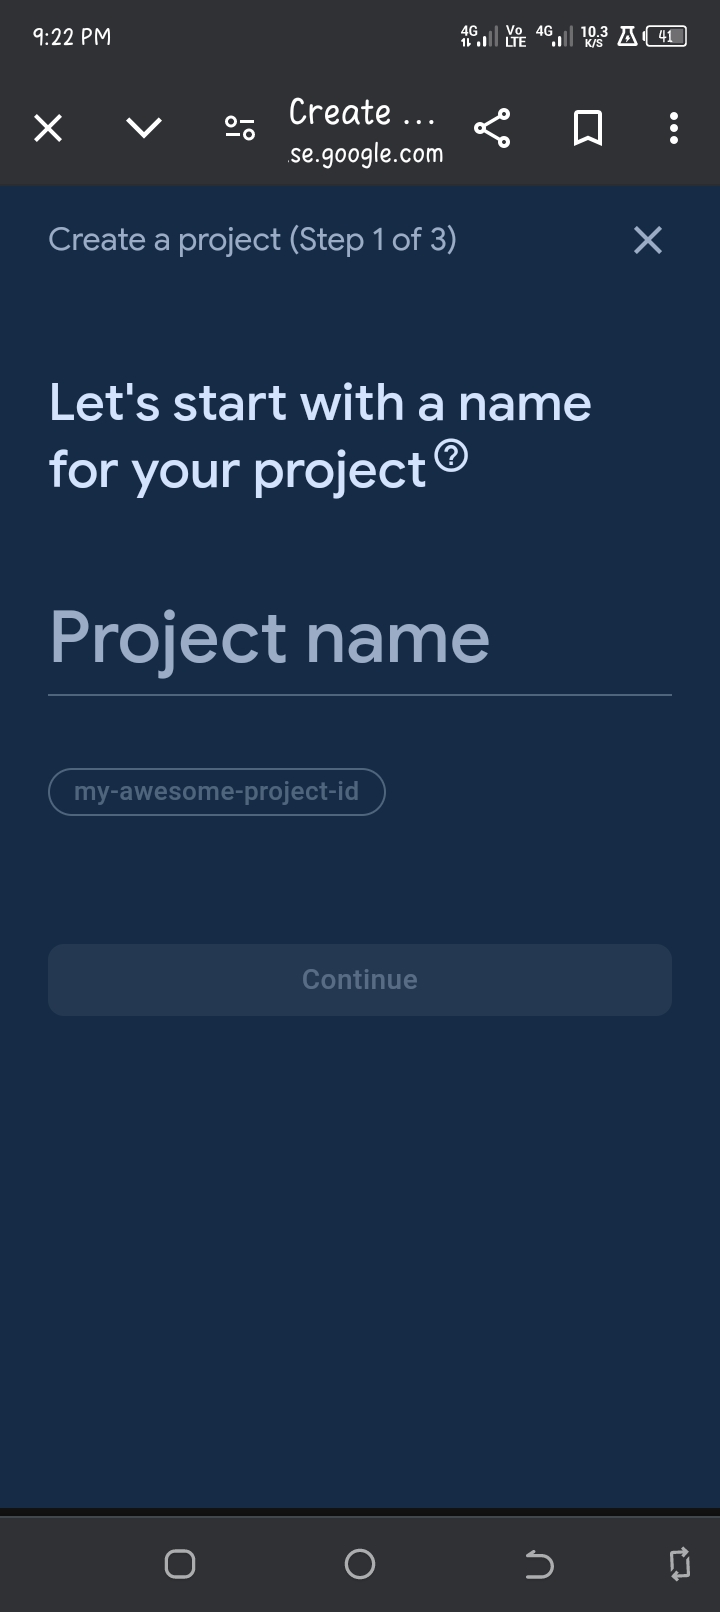 9:22 PM
4G Vo LTE 4G 10.3 K/S 41
Create ...
.se.google.com
Create a project (Step 1 of 3)
Let's start with a name
for your project
Project name
my-awesome-project-id
Continue